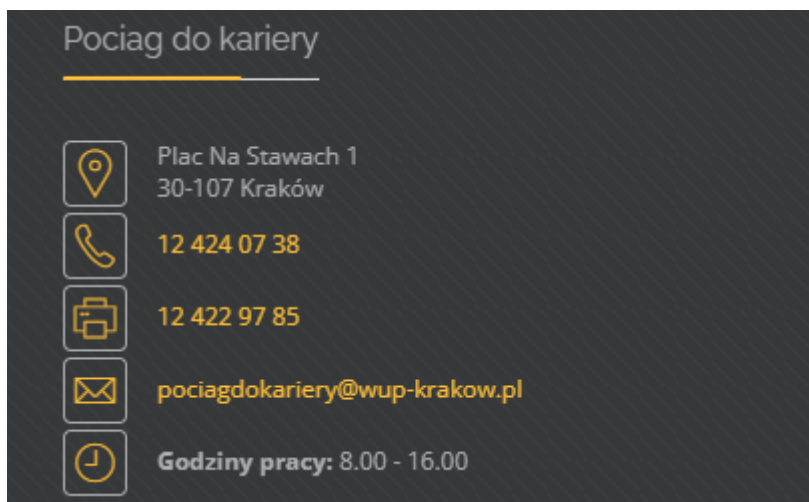 Pociag do kariery
Plac Na Stawach 1
30-107 Kraków
12 424 07 38
12 422 97 85
pociagdokariery@wup-krakow.pl
Godziny pracy: 8.00 - 16.00